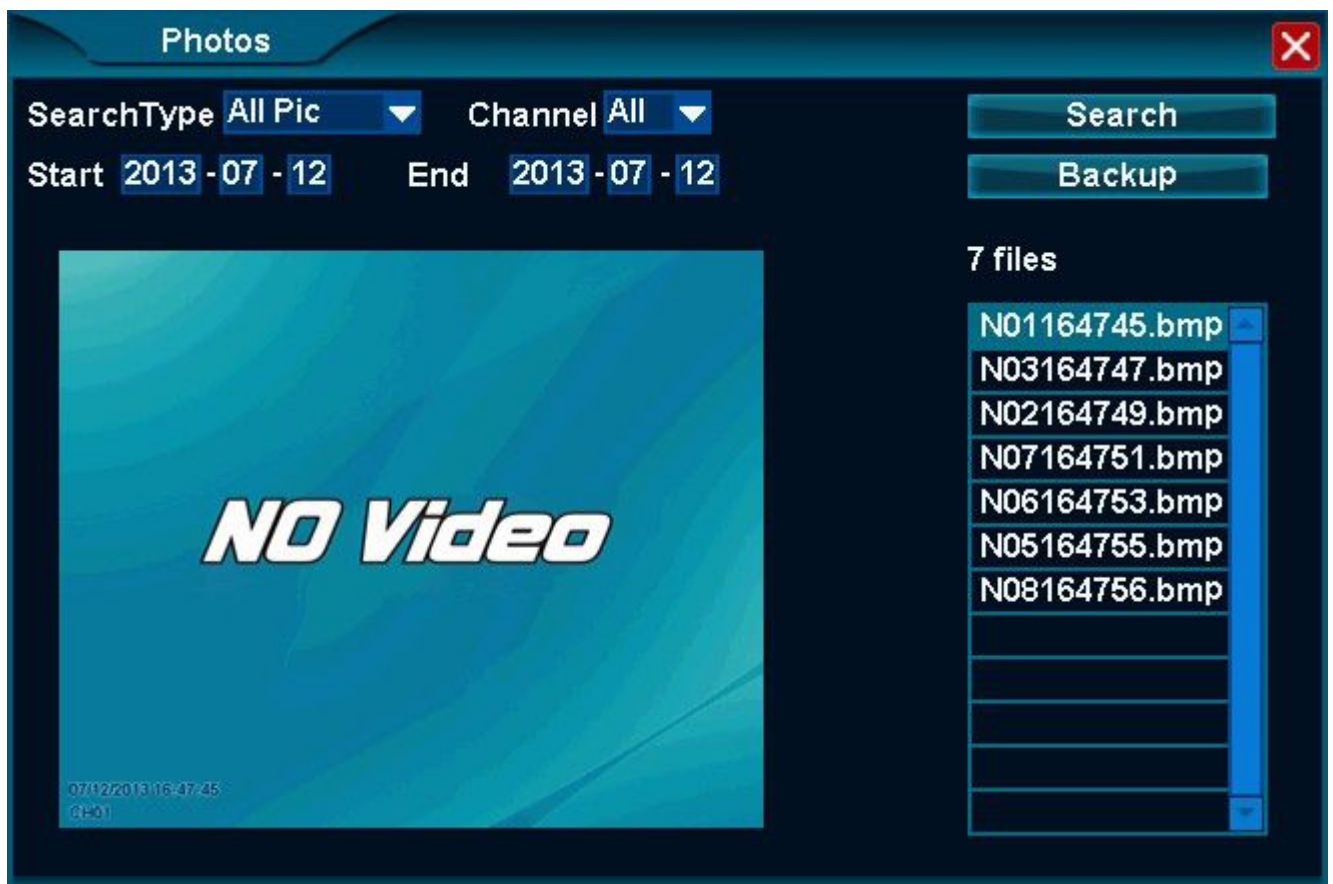 Photos
SearchType All Pic Channel All Search
Start 2013 - 07 - 12 End 2013 - 07 - 12 Backup
7 files
N01164745.bmp
N03164747.bmp
N02164749.bmp
N07164751.bmp
N06164753.bmp
N05164755.bmp
N08164756.bmp
NO Video
07/12/2013 16:47:45
CH01